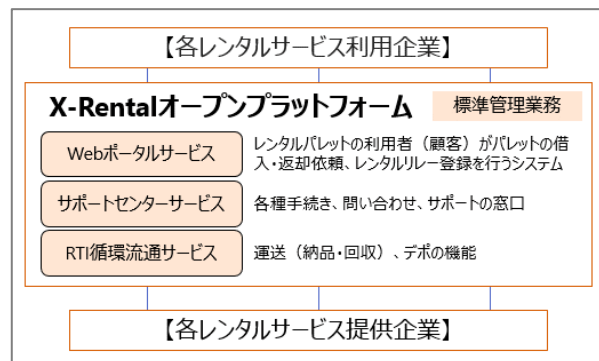 【各レンタルサービス利用企業】
X-Rentalオープンプラットフォーム 標準管理業務
Webポータルサービス
レンタルパレットの利用者（顧客）がパレットの借
入・返却依頼、レンタルリレー登録を行うシステム
サポートセンターサービス
各種手続き、問い合わせ、サポートの窓口
RTI循環流通サービス
運送（納品・回収）、デポの機能
【各レンタルサービス提供企業】